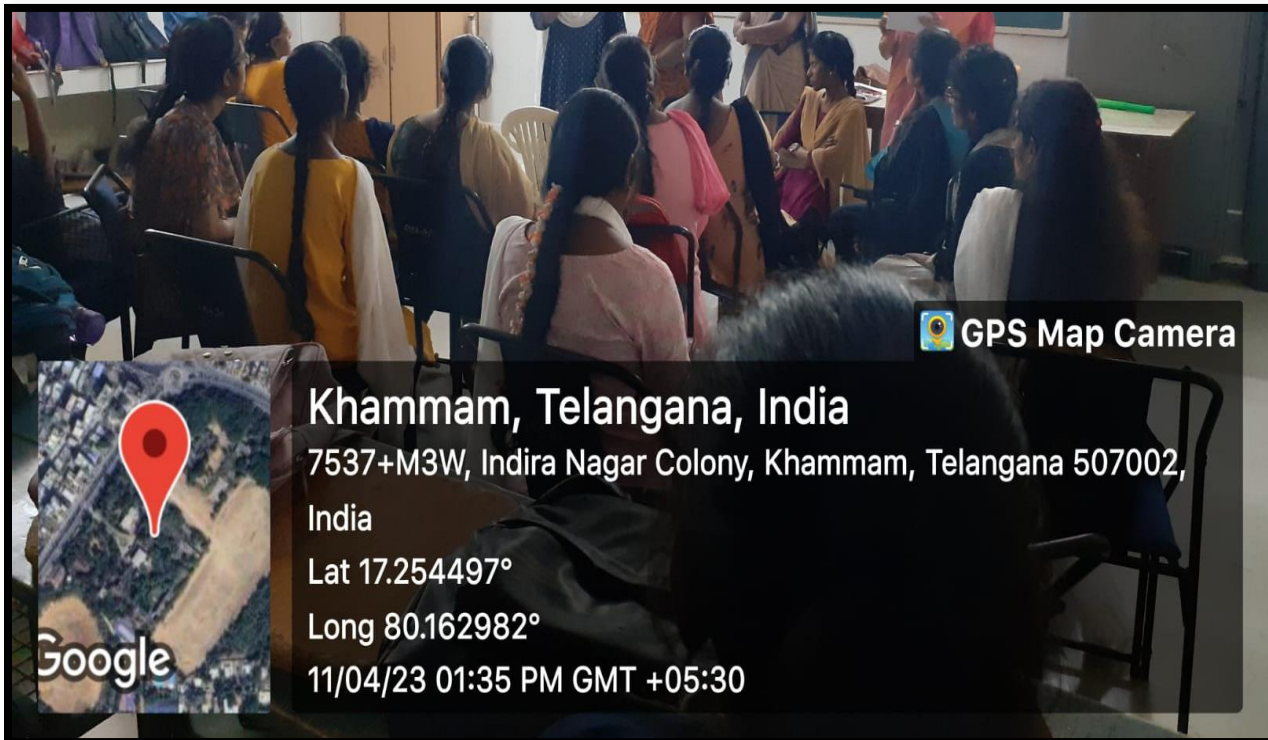 GPS Map Camera
Khammam, Telangana, India
7537+M3W, Indira Nagar Colony, Khammam, Telangana 507002,
India
Lat 17.254497°
Long 80.162982°
11/04/23 01:35 PM GMT +05:30
Google